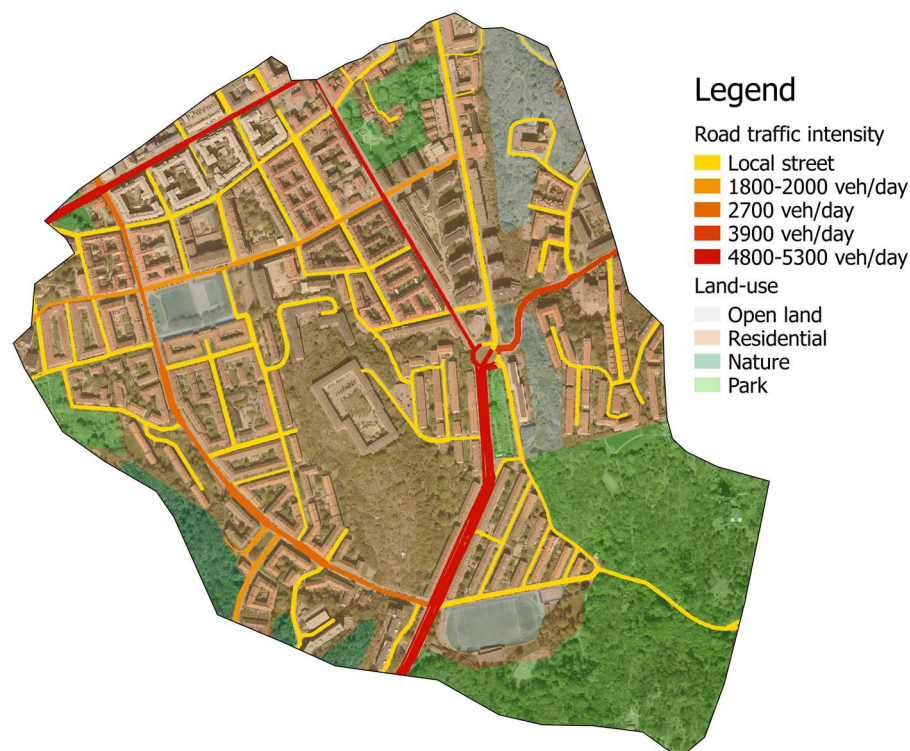 Legend
Road traffic intensity
Local street
1800-2000 veh/day
2700 veh/day
3900 veh/day
4800-5300 veh/day
Land-use
Open land
Residential
Nature
Park